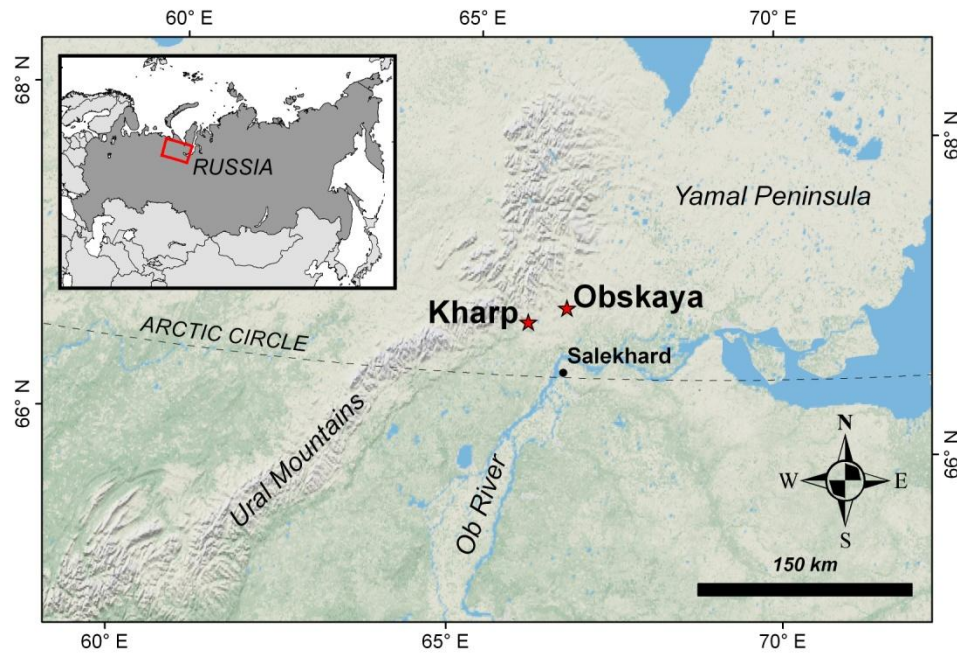 60° E
65° E
70° E
68° N
68° N
RUSSIA
Yamal Peninsula
Kharp
Obskaya
ARCTIC CIRCLE
Salekhard
66° N
66° N
Ural Mountains
Ob River
N
W
E
S
150 km
60° E
65° E
70° E